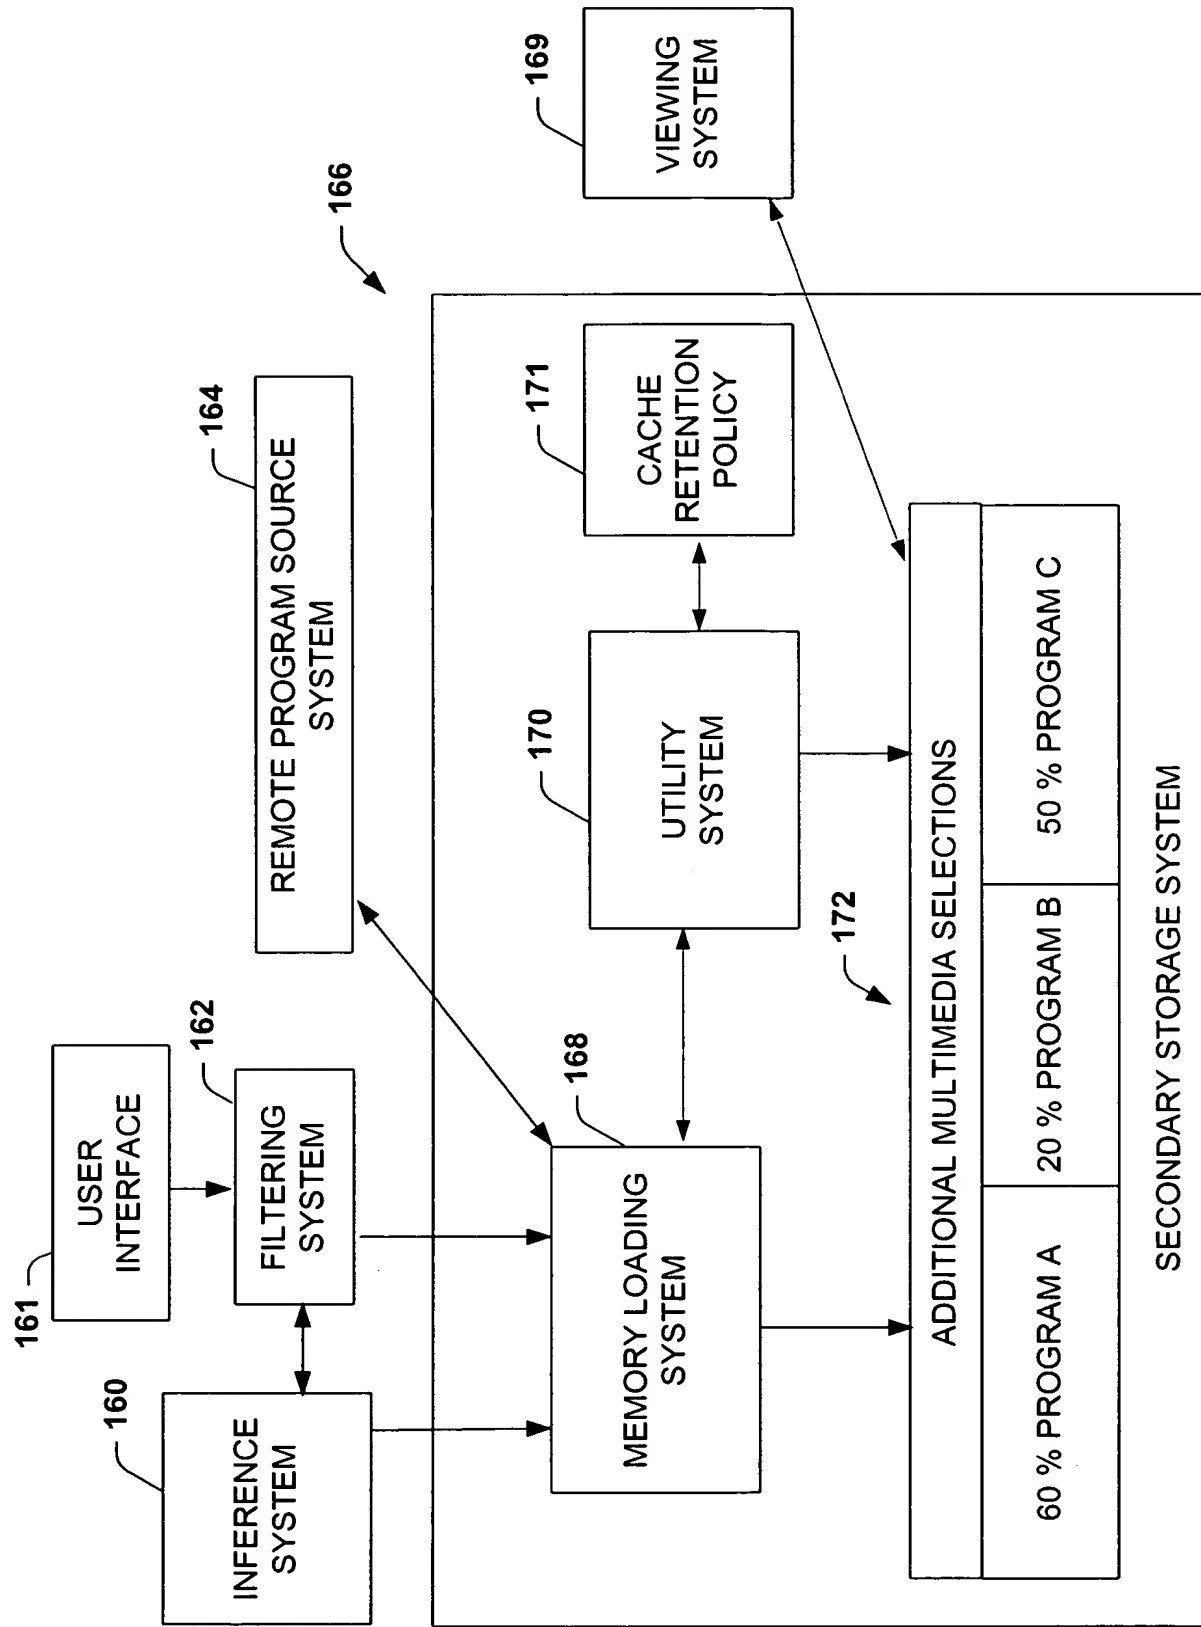 161
USER
INTERFACE
160
INFERENCE
SYSTEM
162
FILTERING
SYSTEM
164
REMOTE PROGRAM SOURCE
SYSTEM
166
168
MEMORY LOADING
SYSTEM
170
UTILITY
SYSTEM
171
CACHE
RETENTION
POLICY
169
VIEWING
SYSTEM
172
ADDITIONAL MULTIMEDIA SELECTIONS
60 % PROGRAM A
20 % PROGRAM B
50 % PROGRAM C
SECONDARY STORAGE SYSTEM